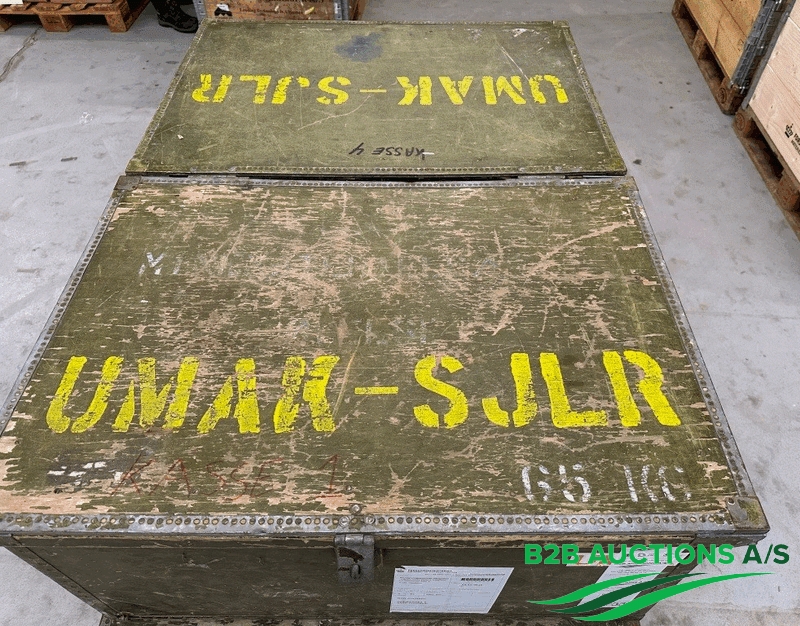 UMAK-SJLR
KASSE 4
UMAK-SJLR
KASSE 1
65 KG
B2B AUCTIONS A/S